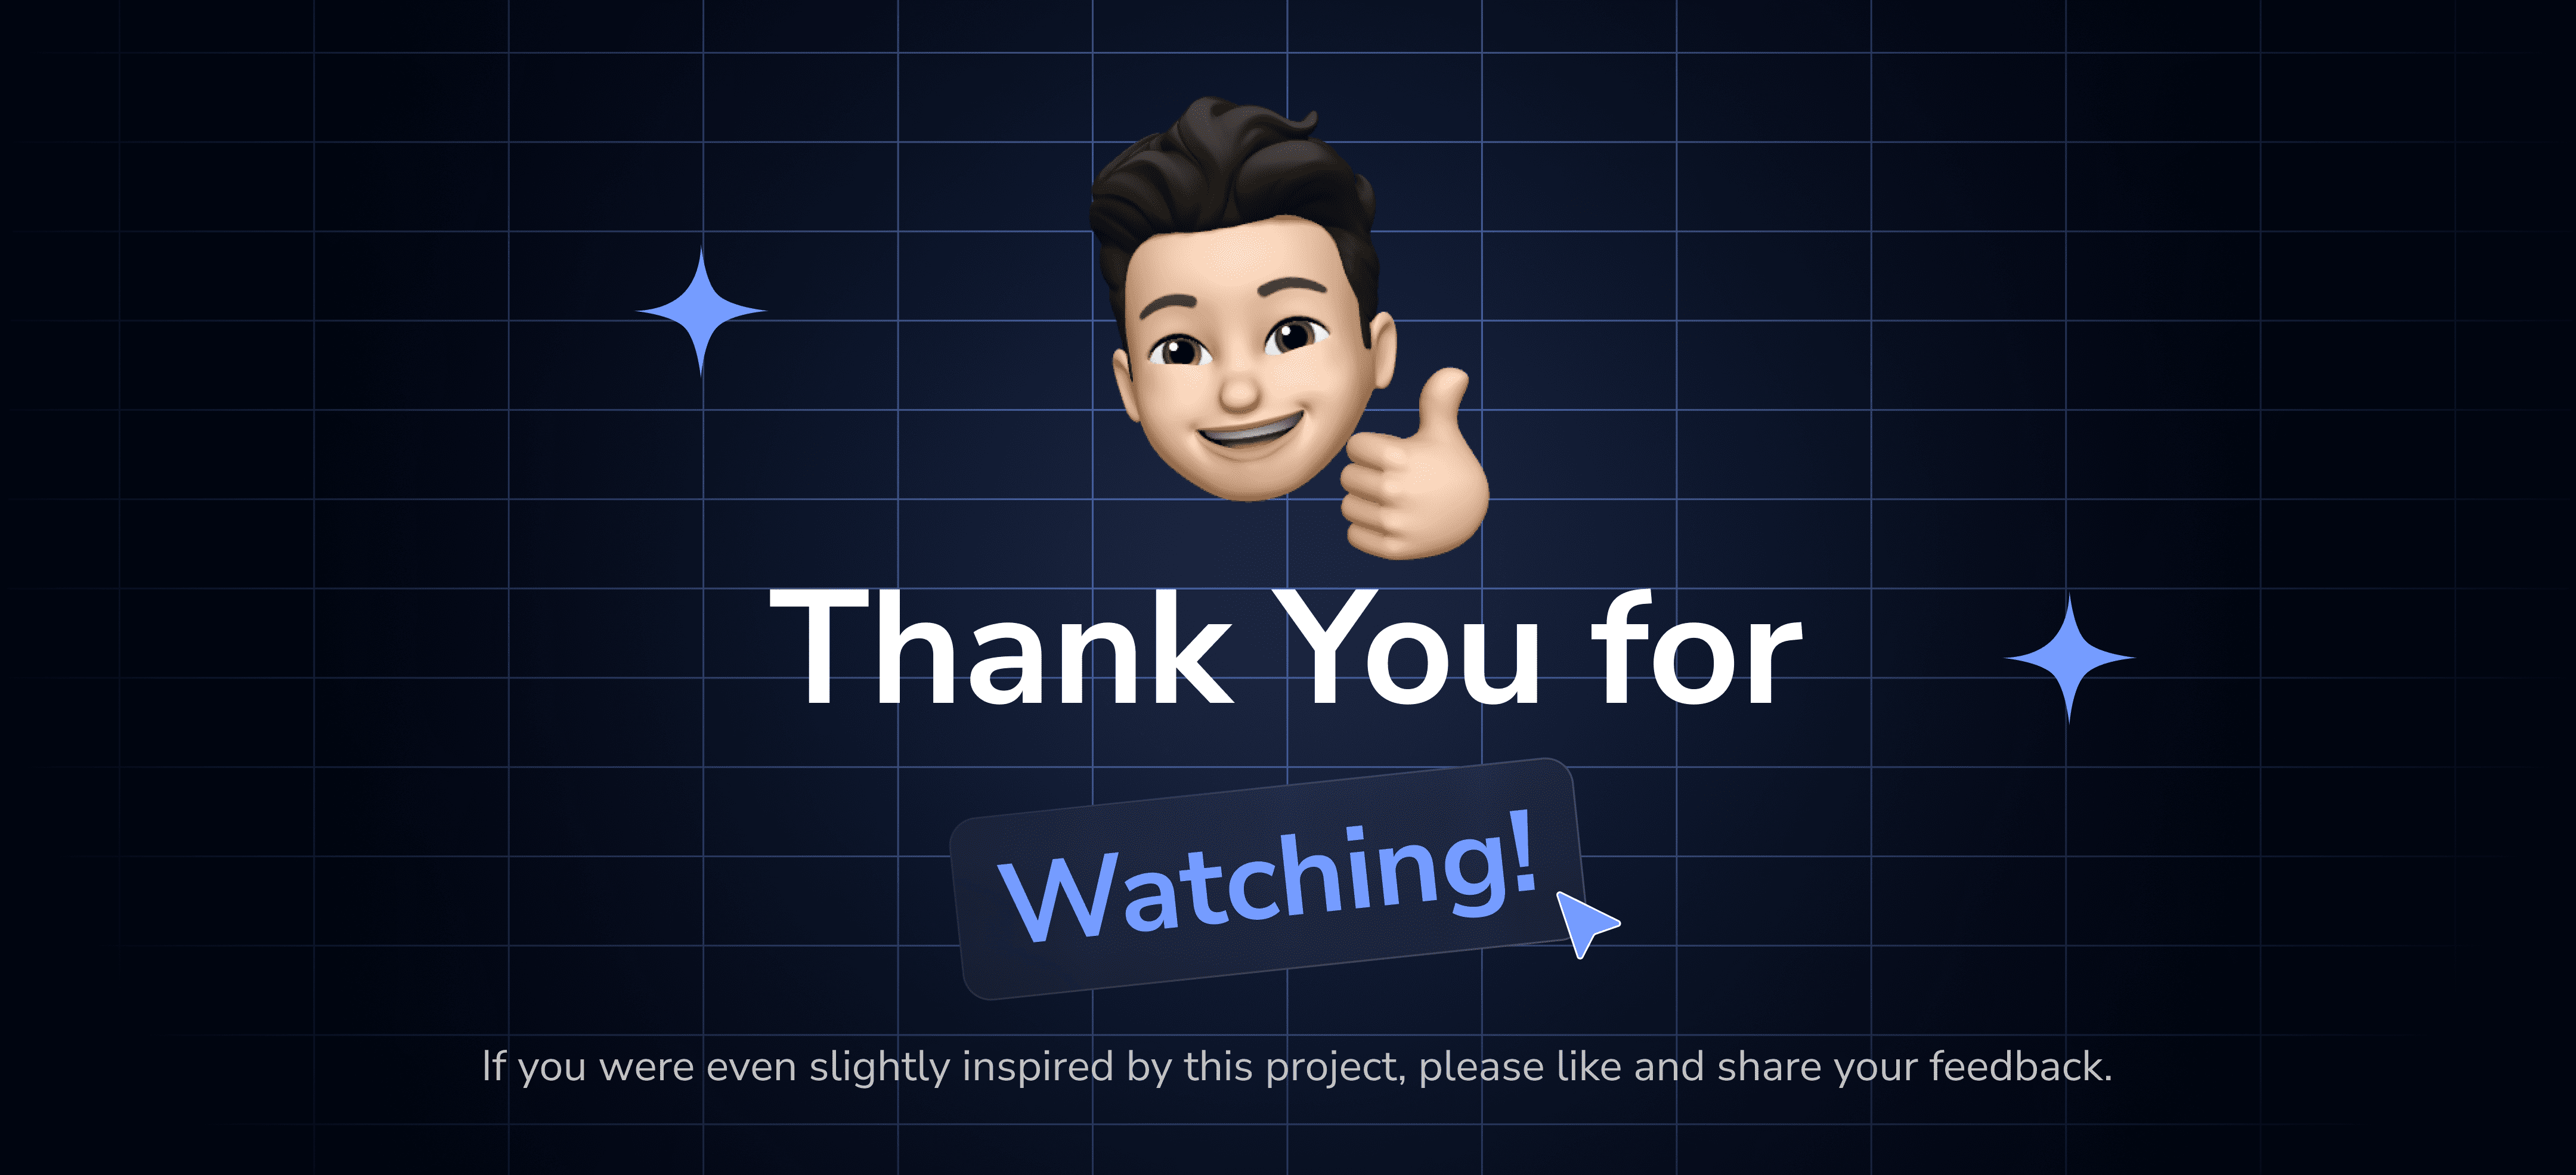 Thank You for
Watching!
If you were even slightly inspired by this project, please like and share your feedback.